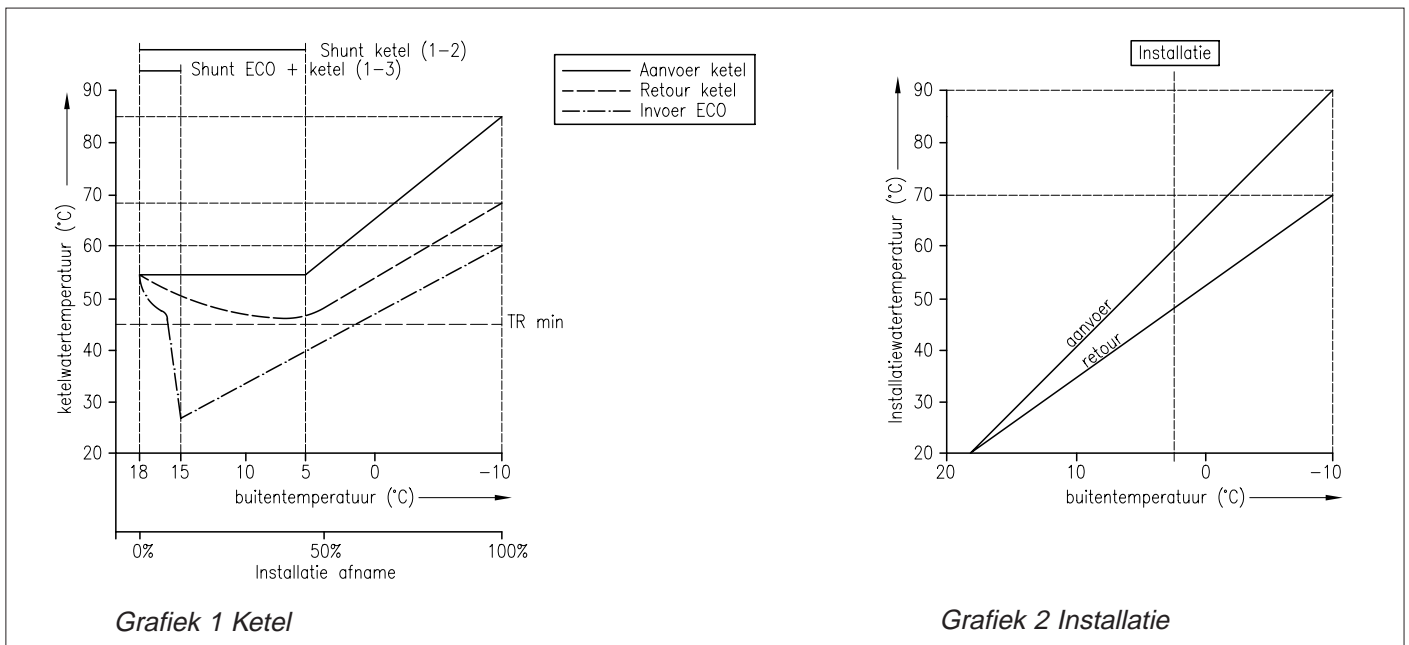 Shunt ketel (1-2)
Shunt ECO + ketel (1-3)
Aanvoer ketel
Retour ketel
Invoer ECO
90
80
70
60
50
40
30
20
ketelwatertemperatuur (°C)
TR min
18 15 10 5 0 -10
buitentemperatuur (°C)
0% 50% 100%
Installatie afname
Grafiek 1 Ketel
Installatie
90
80
70
60
50
40
30
20
Installatiewatertemperatuur (°C)
aanvoer
retour
20 10 0 -10
buitentemperatuur (°C)
Grafiek 2 Installatie